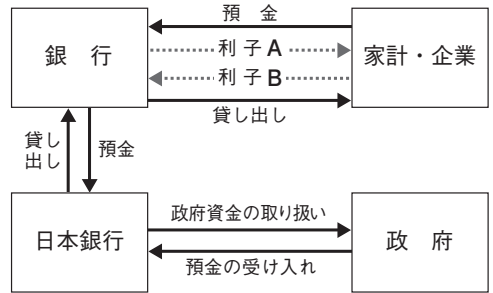 預　金
銀　行
利 子 A
家計・企業
利 子 B
貸し出し
貸し
出し
預金
日本銀行
政府資金の取り扱い
政　府
預金の受け入れ